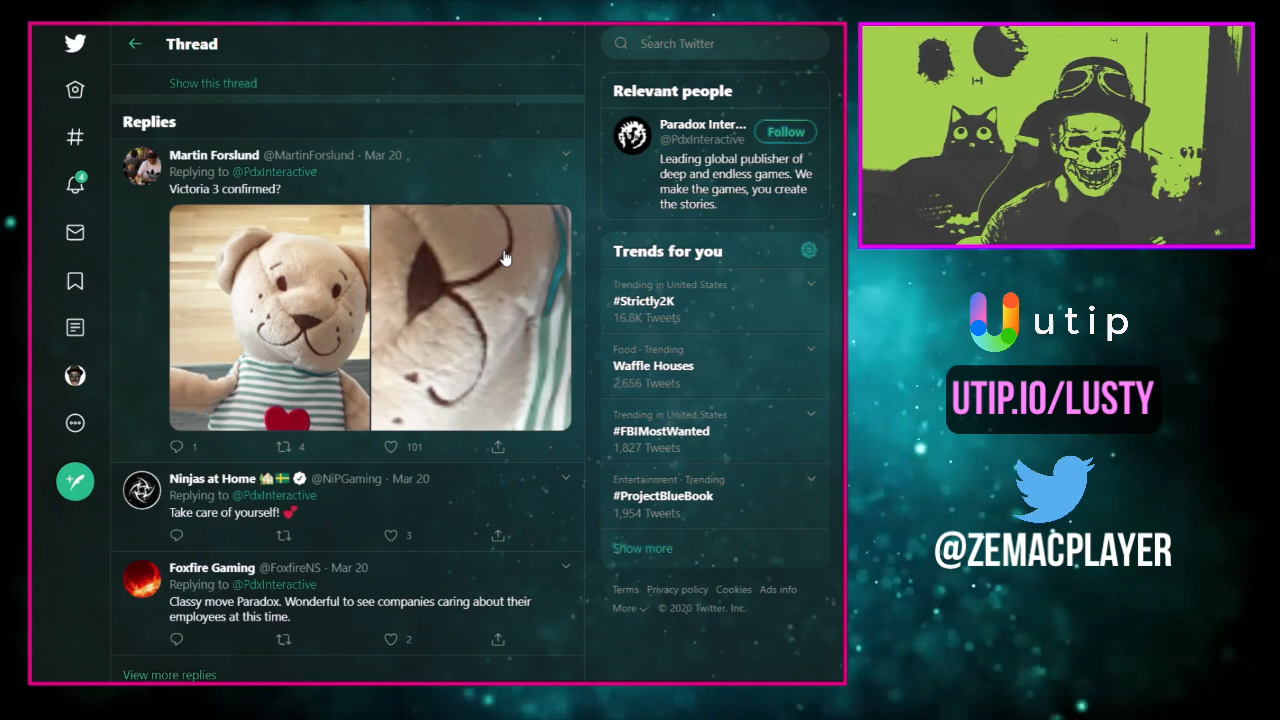 Thread
Show this thread
Replies
Martin Forslund @MartinForslund · Mar 20
Replying to @PdxInteractive
Victoria 3 confirmed?
1 4 101
Ninjas at Home @NiPGaming · Mar 20
Replying to @PdxInteractive
Take care of yourself! 💕
3
Foxfire Gaming @FoxfireNS · Mar 20
Replying to @PdxInteractive
Classy move Paradox. Wonderful to see companies caring about their
employees at this time.
2
View more replies
4
Search Twitter
Relevant people
Paradox Inter...
@PdxInteractive
Follow
Leading global publisher of
deep and endless games. We
make the games, you create
the stories.
Trends for you
Trending in United States
#Strictly2K
16.8K Tweets
Food · Trending
Waffle Houses
2,656 Tweets
Trending in United States
#FBIMostWanted
1,827 Tweets
Entertainment · Trending
#ProjectBlueBook
1,954 Tweets
Show more
Terms Privacy policy Cookies Ads info
More © 2020 Twitter, Inc.
utip
UTIP.IO/LUSTY
@ZEMACPLAYER